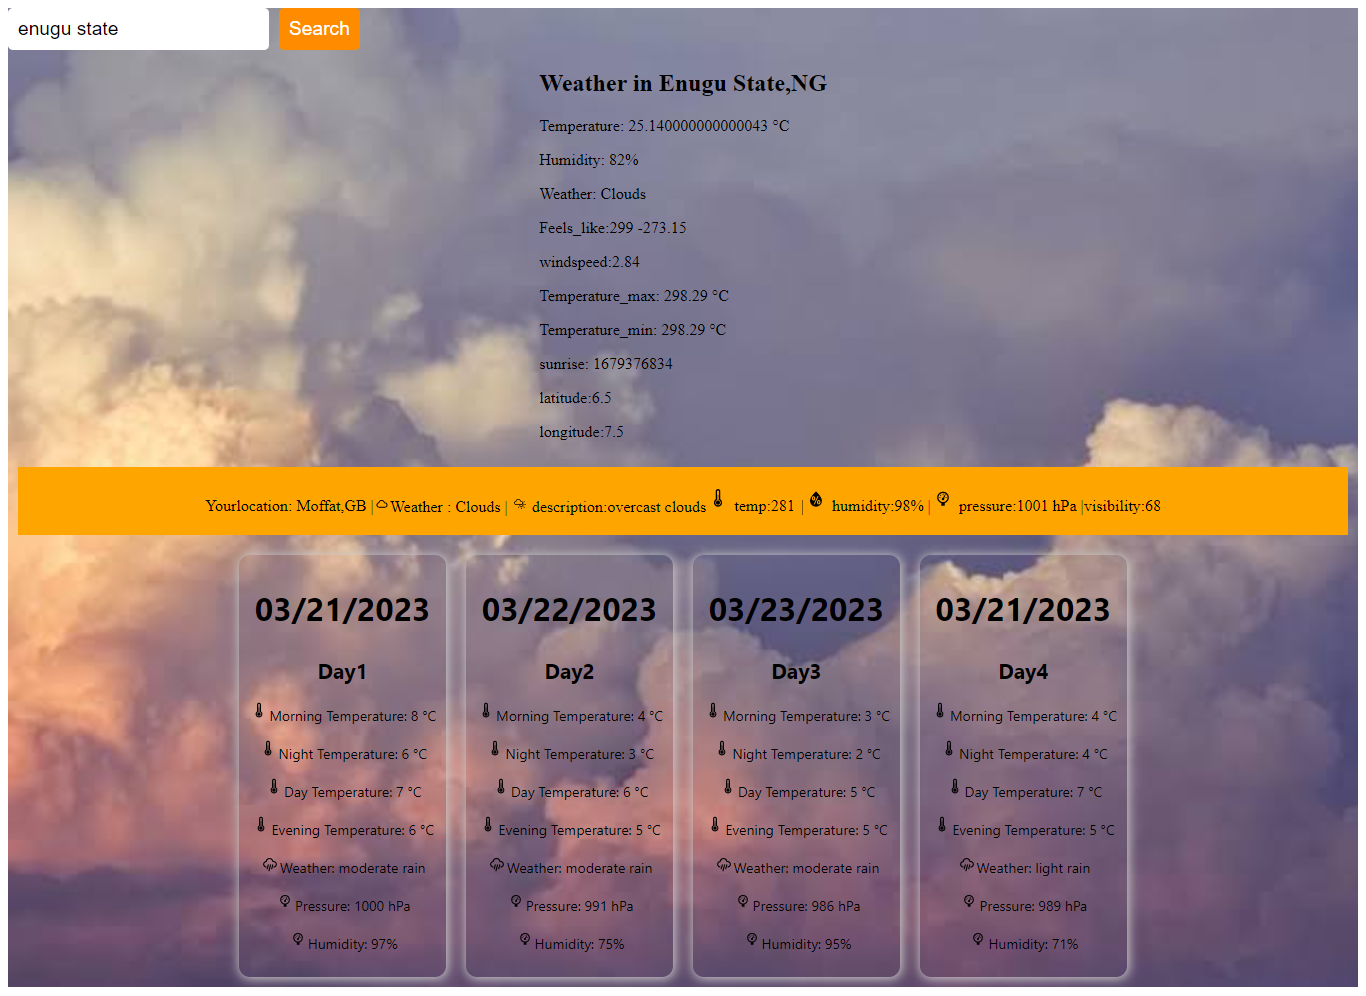 enugu state Search
Weather in Enugu State,NG
Temperature: 25.140000000000043 °C
Humidity: 82%
Weather: Clouds
Feels_like:299 -273.15
windspeed:2.84
Temperature_max: 298.29 °C
Temperature_min: 298.29 °C
sunrise: 1679376834
latitude:6.5
longitude:7.5
Yourlocation: Moffat,GB | Weather : Clouds | description:overcast clouds temp:281 | humidity:98% | pressure:1001 hPa |visibility:68
03/21/2023
Day1
Morning Temperature: 8 °C
Night Temperature: 6 °C
Day Temperature: 7 °C
Evening Temperature: 6 °C
Weather: moderate rain
Pressure: 1000 hPa
Humidity: 97%
03/22/2023
Day2
Morning Temperature: 4 °C
Night Temperature: 3 °C
Day Temperature: 6 °C
Evening Temperature: 5 °C
Weather: moderate rain
Pressure: 991 hPa
Humidity: 75%
03/23/2023
Day3
Morning Temperature: 3 °C
Night Temperature: 2 °C
Day Temperature: 5 °C
Evening Temperature: 5 °C
Weather: moderate rain
Pressure: 986 hPa
Humidity: 95%
03/21/2023
Day4
Morning Temperature: 4 °C
Night Temperature: 4 °C
Day Temperature: 7 °C
Evening Temperature: 5 °C
Weather: light rain
Pressure: 989 hPa
Humidity: 71%